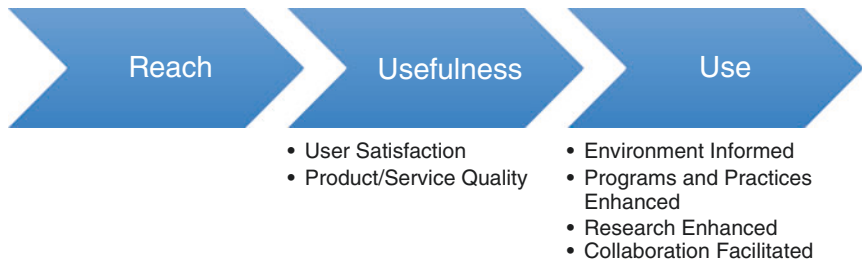 Reach
Usefulness
Use
• User Satisfaction
• Product/Service Quality
• Environment Informed
• Programs and Practices
Enhanced
• Research Enhanced
• Collaboration Facilitated